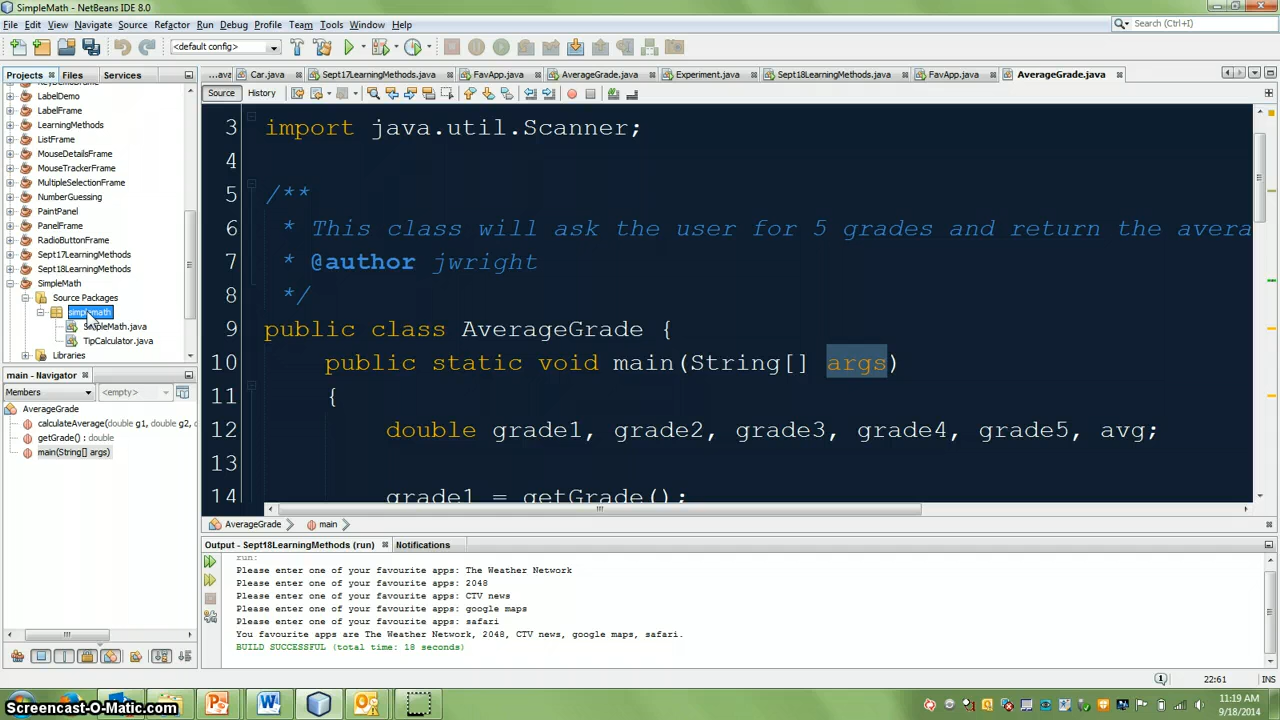 SimpleMath - NetBeans IDE 8.0
File Edit View Navigate Source Refactor Run Debug Profile Team Tools Window Help
Search (Ctrl+I)
<default config>
Projects Files Services
.ava Car.java Sept17LearningMethods.java FavApp.java AverageGrade.java Experiment.java Sept18LearningMethods.java FavApp.java AverageGrade.java
Source History
LabelDemo
LabelFrame
LearningMethods
ListFrame
MouseDetailsFrame
MouseTrackerFrame
MultipleSelectionFrame
NumberGuessing
PaintPanel
PanelFrame
RadioButtonFrame
Sept17LearningMethods
Sept18LearningMethods
SimpleMath
Source Packages
simplemath
SimpleMath.java
TipCalculator.java
Libraries
3 import java.util.Scanner;
4
5 /**
6 * This class will ask the user for 5 grades and return the avera
7 * @author jwright
8 */
9 public class AverageGrade {
10 public static void main(String[] args)
11 {
12 double grade1, grade2, grade3, grade4, grade5, avg;
13
14 grade1 = getGrade();
main - Navigator
Members <empty>
AverageGrade
calculateAverage(double g1, double g2,
getGrade() : double
main(String[] args)
AverageGrade main
Output - Sept18LearningMethods (run) Notifications
run:
Please enter one of your favourite apps: The Weather Network
Please enter one of your favourite apps: 2048
Please enter one of your favourite apps: CTV news
Please enter one of your favourite apps: google maps
Please enter one of your favourite apps: safari
You favourite apps are The Weather Network, 2048, CTV news, google maps, safari.
BUILD SUCCESSFUL (total time: 18 seconds)
1 22:61 INS
Screencast-O-Matic.com
11:19 AM
9/18/2014